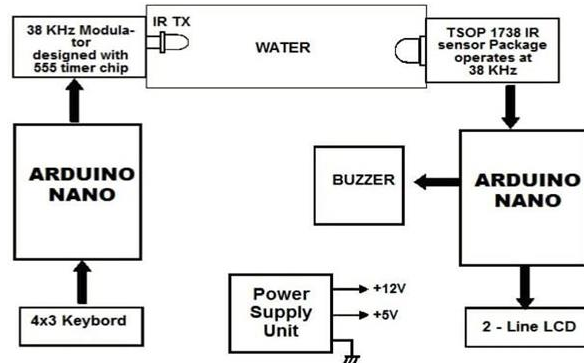 38 KHz Modula-
tor
designed with
555 timer chip
IR TX
WATER
TSOP 1738 IR
sensor Package
operates at
38 KHz
ARDUINO
NANO
BUZZER
ARDUINO
NANO
4x3 Keybord
Power
Supply
Unit
+12V
+5V
2 - Line LCD